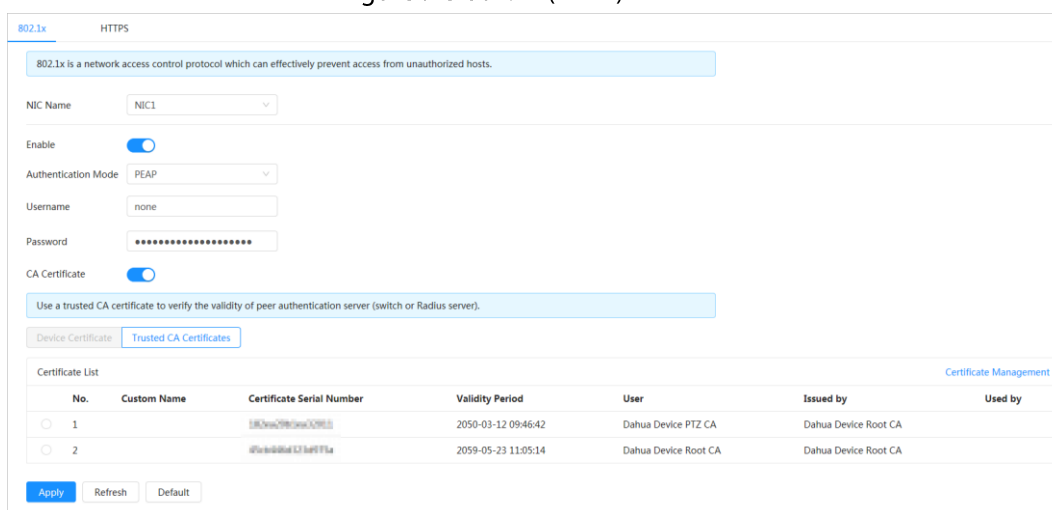 802.1x HTTPS
802.1x is a network access control protocol which can effectively prevent access from unauthorized hosts.
NIC Name NIC1
Enable
Authentication Mode PEAP
Username none
Password ●●●●●●●●●●●●●●●●●●●●
CA Certificate
Use a trusted CA certificate to verify the validity of peer authentication server (switch or Radius server).
Device Certificate Trusted CA Certificates
Certificate List Certificate Management
No. Custom Name Certificate Serial Number Validity Period User Issued by Used by
1 2050-03-12 09:46:42 Dahua Device PTZ CA Dahua Device Root CA
2 2059-05-23 11:05:14 Dahua Device Root CA Dahua Device Root CA
Apply Refresh Default